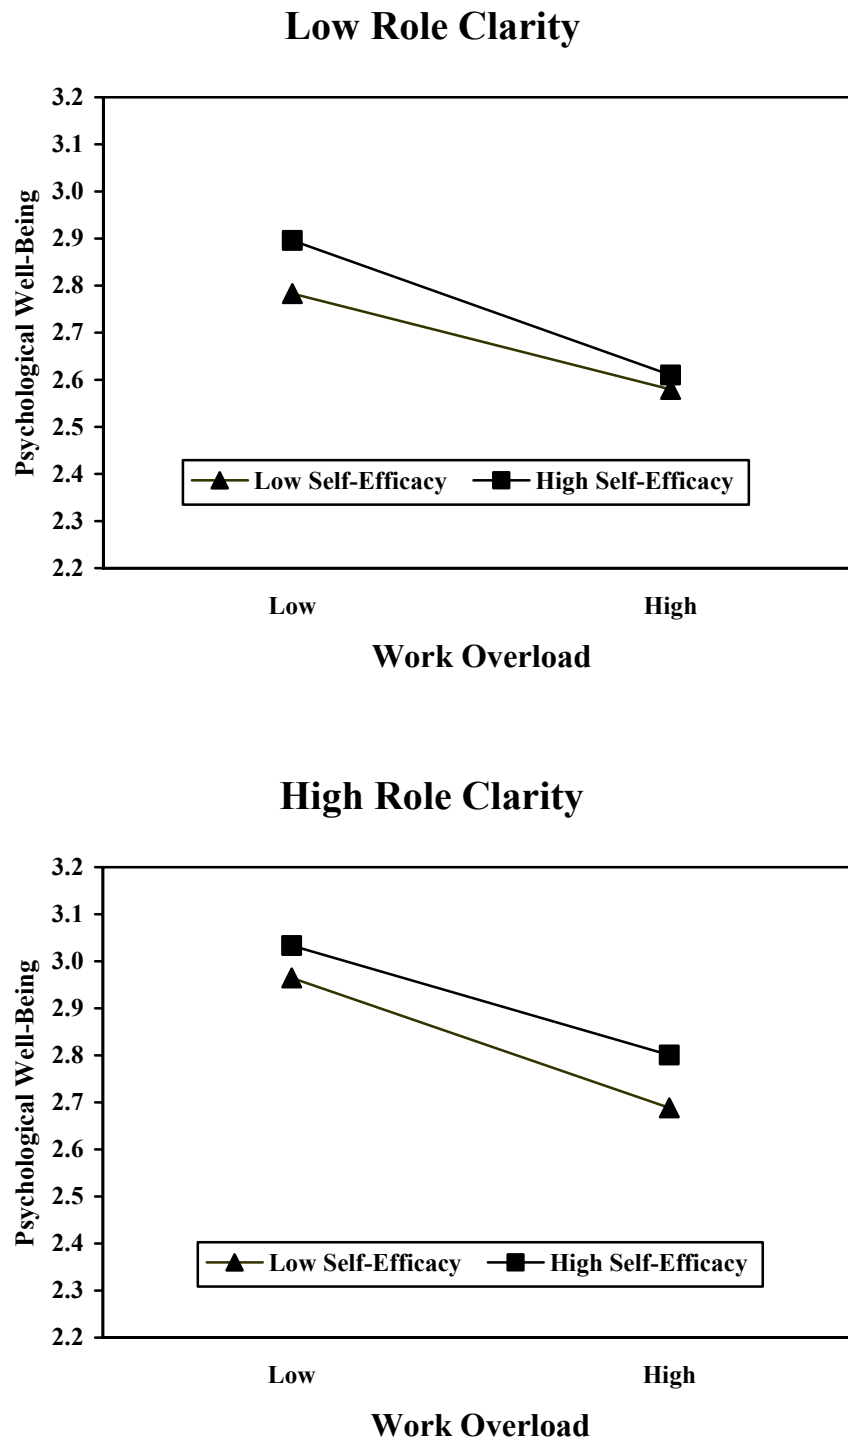 Low Role Clarity
3.2
3.1
3.0
2.9
2.8
2.7
2.6
2.5
2.4
2.3
2.2
Psychological Well-Being
Low Self-Efficacy High Self-Efficacy
Low High
Work Overload
High Role Clarity
3.2
3.1
3.0
2.9
2.8
2.7
2.6
2.5
2.4
2.3
2.2
Psychological Well-Being
Low Self-Efficacy High Self-Efficacy
Low High
Work Overload